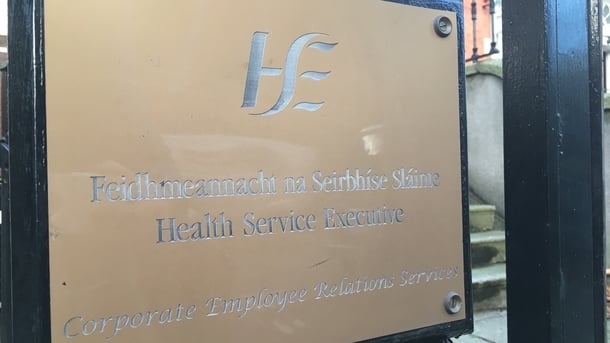 HSE
Feidhmeannacht na Seirbhíse Sláinte
Health Service Executive
Corporate Employee Relations Services